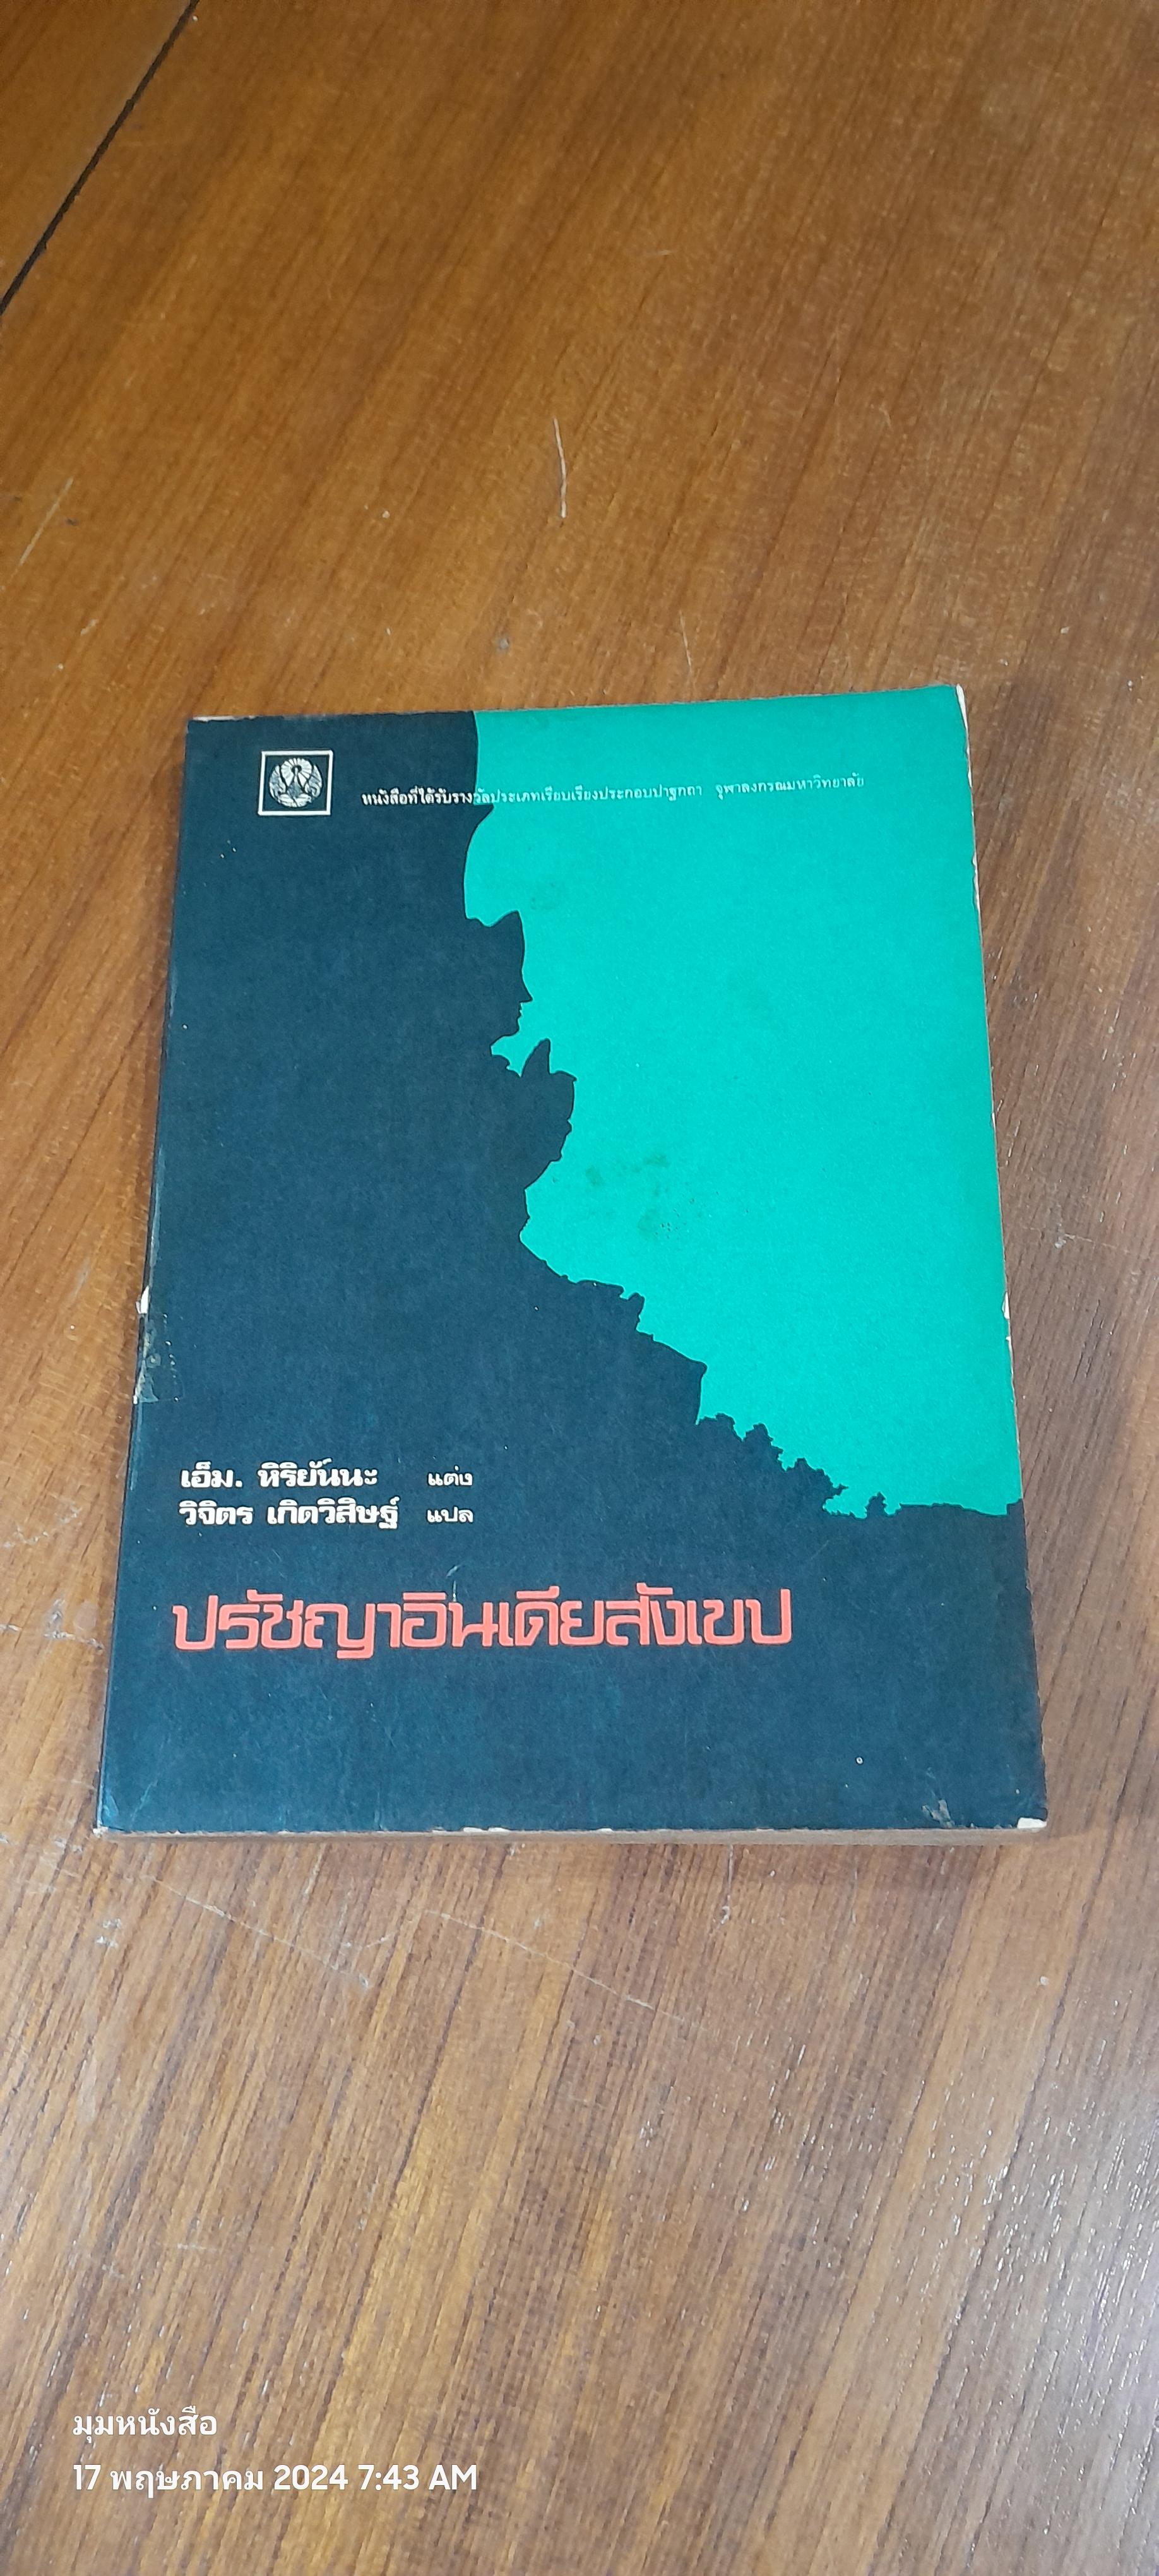 หนังสือที่ได้รับรางวัลประเภทเรียบเรียงประกอบปาฐกถา จุฬาลงกรณมหาวิทยาลัย
เอ็ม. หิริยันนะ แต่ง
วิจิตร เกิดวิสิษฐ์ แปล
ปรัชญาอินเดียสังเขป
มุมหนังสือ
17 พฤษภาคม 2024 7:43 AM